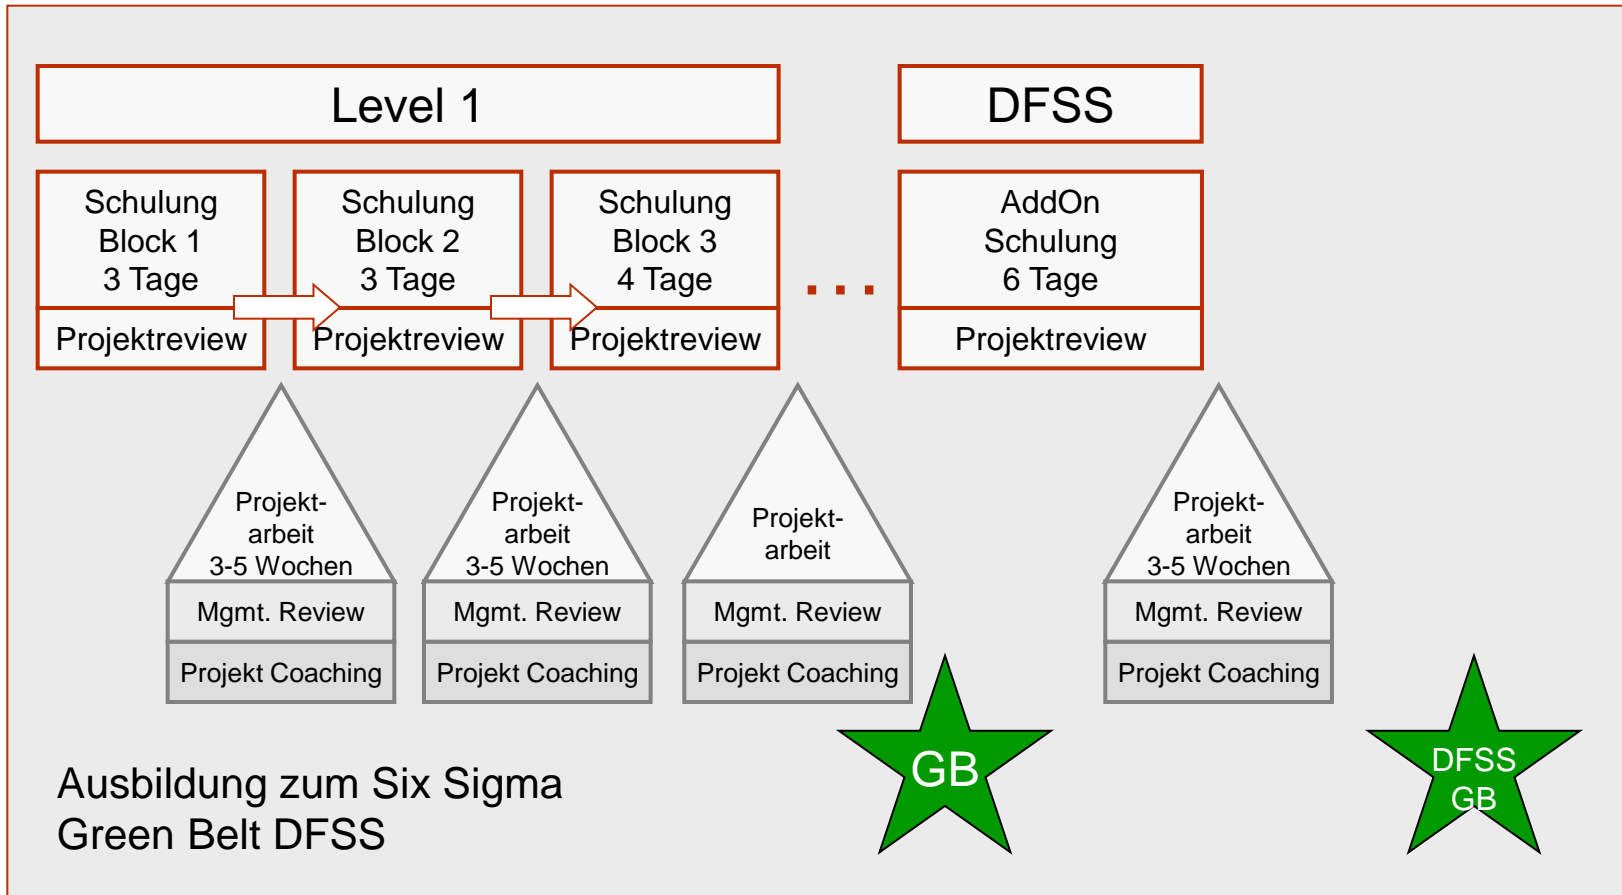 Level 1
DFSS
Schulung
Block 1
3 Tage
Projektreview
Schulung
Block 2
3 Tage
Projektreview
Schulung
Block 3
4 Tage
Projektreview
...
AddOn
Schulung
6 Tage
Projektreview
Projekt-
arbeit
3-5 Wochen
Mgmt. Review
Projekt Coaching
Projekt-
arbeit
3-5 Wochen
Mgmt. Review
Projekt Coaching
Projekt-
arbeit
Mgmt. Review
Projekt Coaching
Projekt-
arbeit
3-5 Wochen
Mgmt. Review
Projekt Coaching
GB
DFSS
GB
Ausbildung zum Six Sigma
Green Belt DFSS